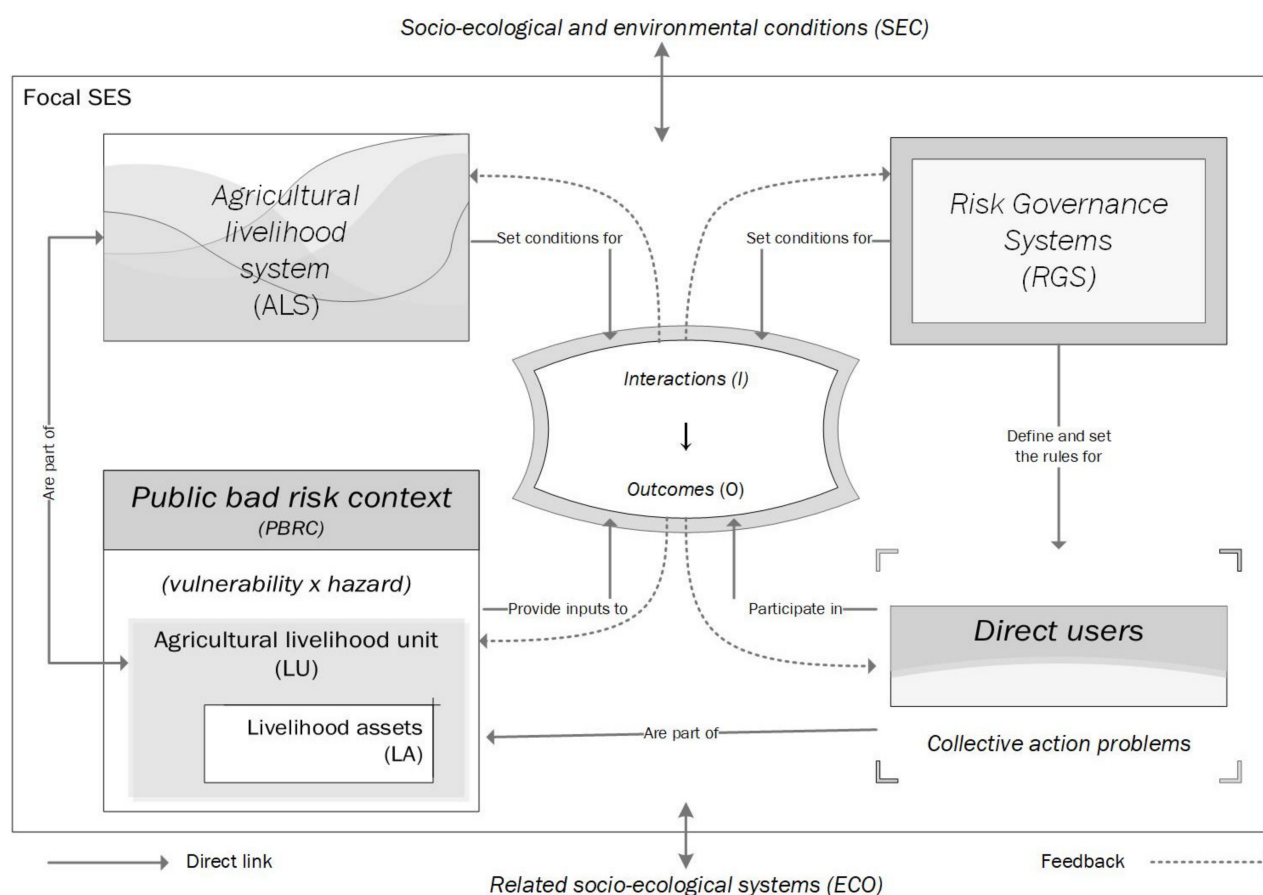 Socio-ecological and environmental conditions (SEC)
Focal SES
Agricultural
livelihood
system
(ALS)
Set conditions for
Set conditions for
Risk Governance
Systems
(RGS)
Interactions (I)
Outcomes (O)
Are part of
Define and set
the rules for
Public bad risk context
(PBRC)
(vulnerability x hazard)
Agricultural livelihood unit
(LU)
Livelihood assets
(LA)
Provide inputs to
Participate in
Direct users
Are part of
Collective action problems
Direct link
Feedback
Related socio-ecological systems (ECO)